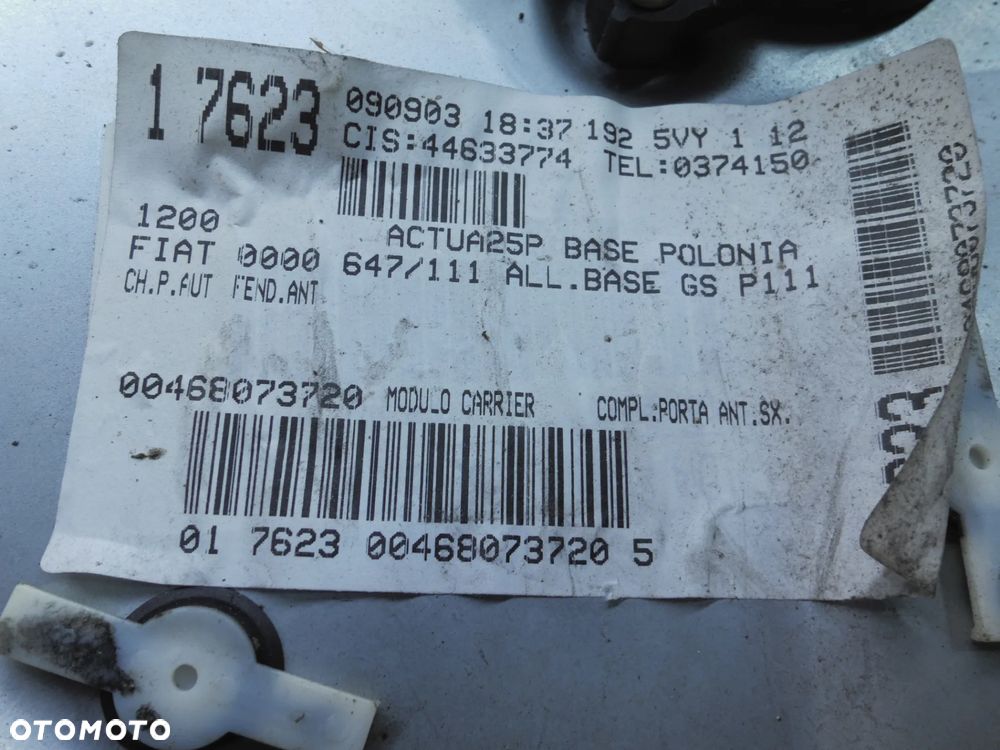 1 7623
090903 18:37 192 5VY 1 12
CIS:44633774 TEL:0374150
1200
ACTUA25P BASE POLONIA
FIAT 0000 647/111 ALL.BASE GS P111
CH.P.AUT FEND.ANT
00468073720 MODULO CARRIER COMPL.:PORTA ANT.SX.
01 7623 00468073720 5
OTOMOTO